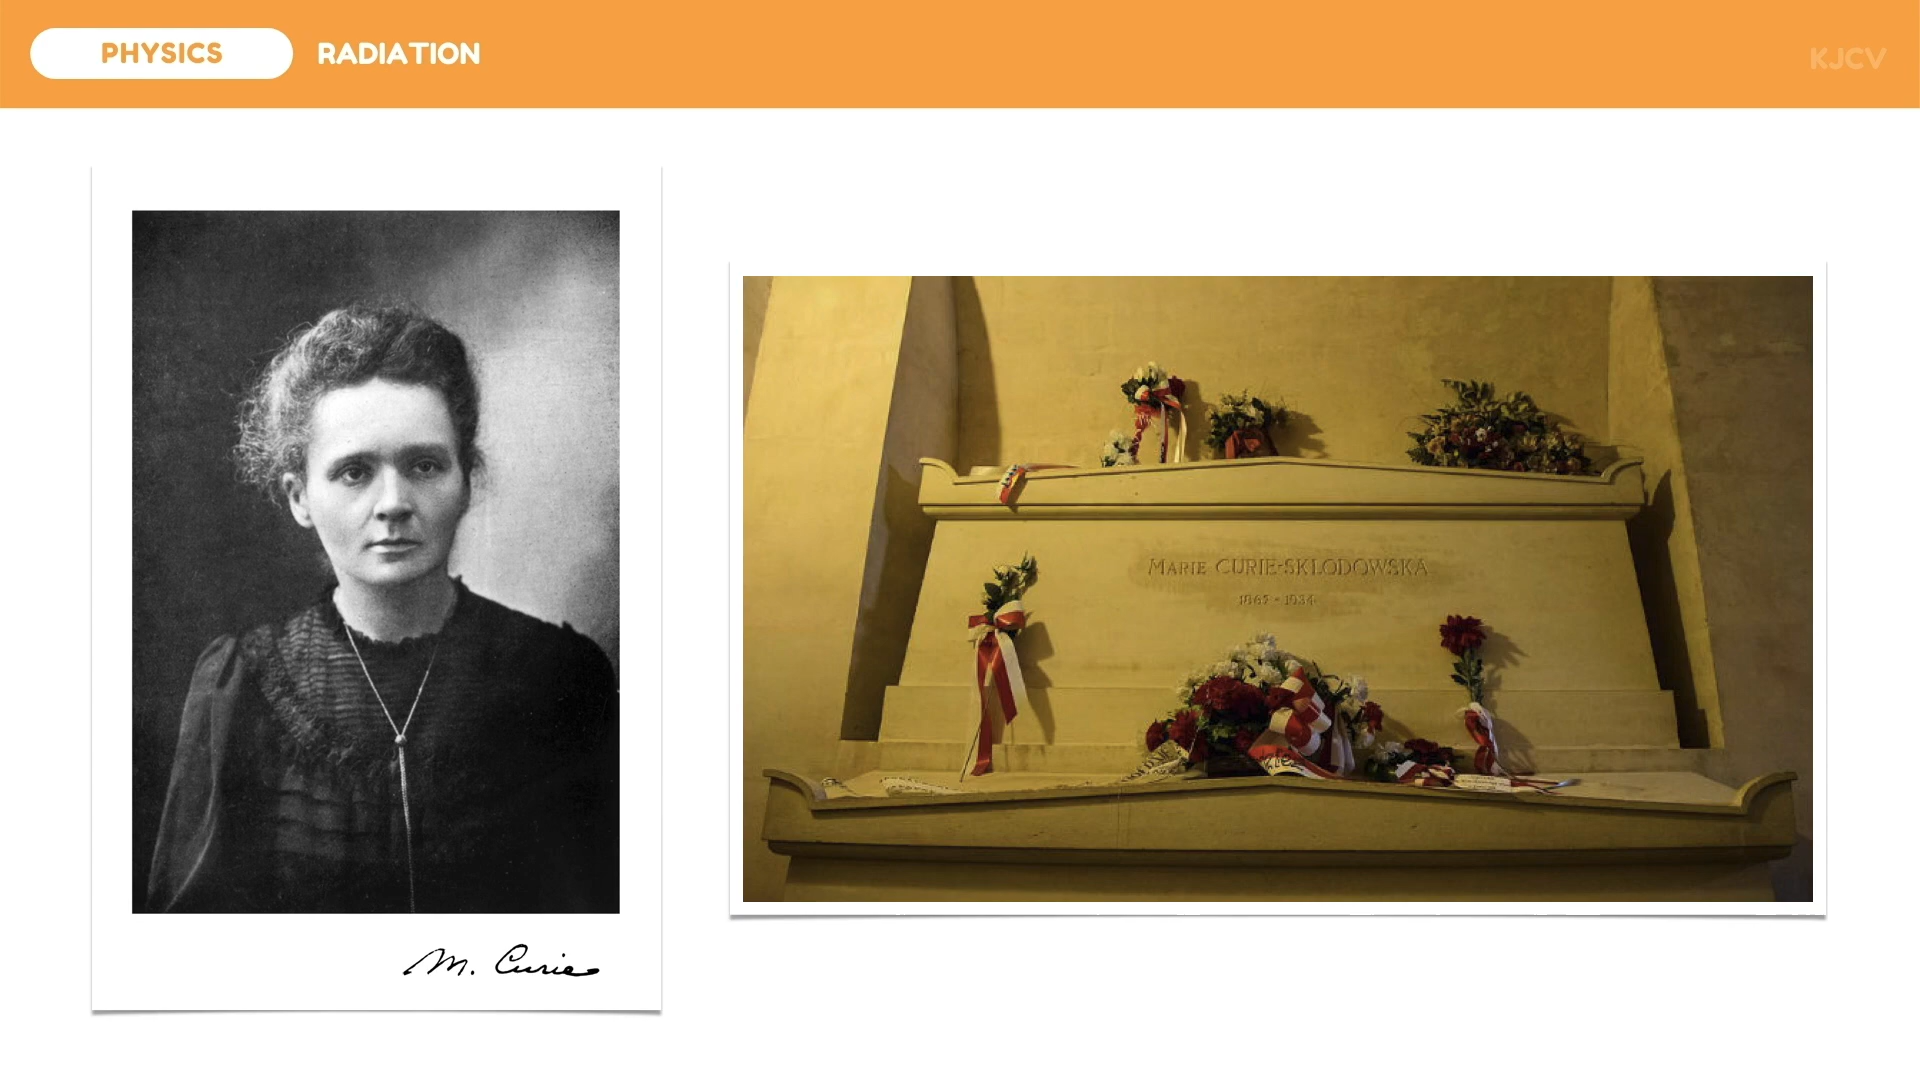 PHYSICS
RADIATION
KJCV
M. Curie
MARIE CURIE-SKLODOWSKA
1867 - 1934